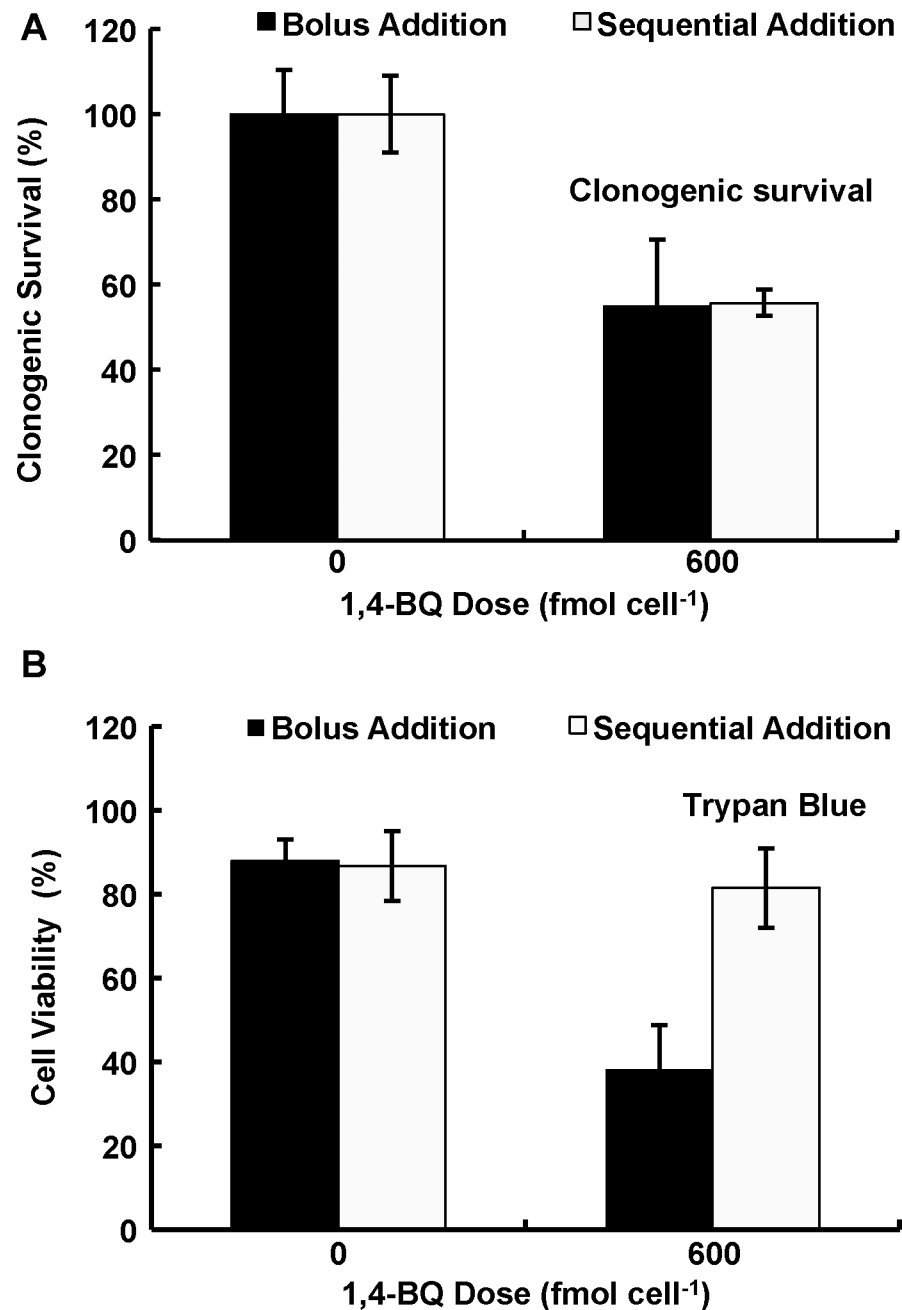 A
Bolus Addition Sequential Addition
120
100
80
60
40
20
0
Clonogenic Survival (%)
Clonogenic survival
0 600
1,4-BQ Dose (fmol cell⁻¹)
B
Bolus Addition Sequential Addition
120
100
80
60
40
20
0
Cell Viability (%)
Trypan Blue
0 600
1,4-BQ Dose (fmol cell⁻¹)